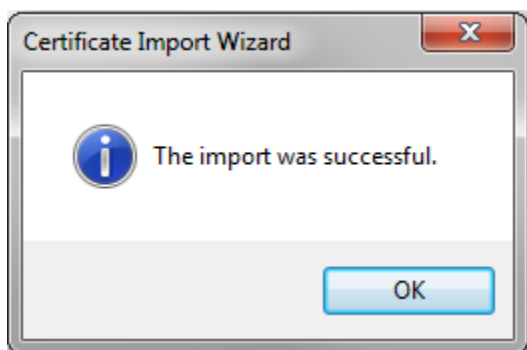 Certificate Import Wizard
The import was successful.
OK